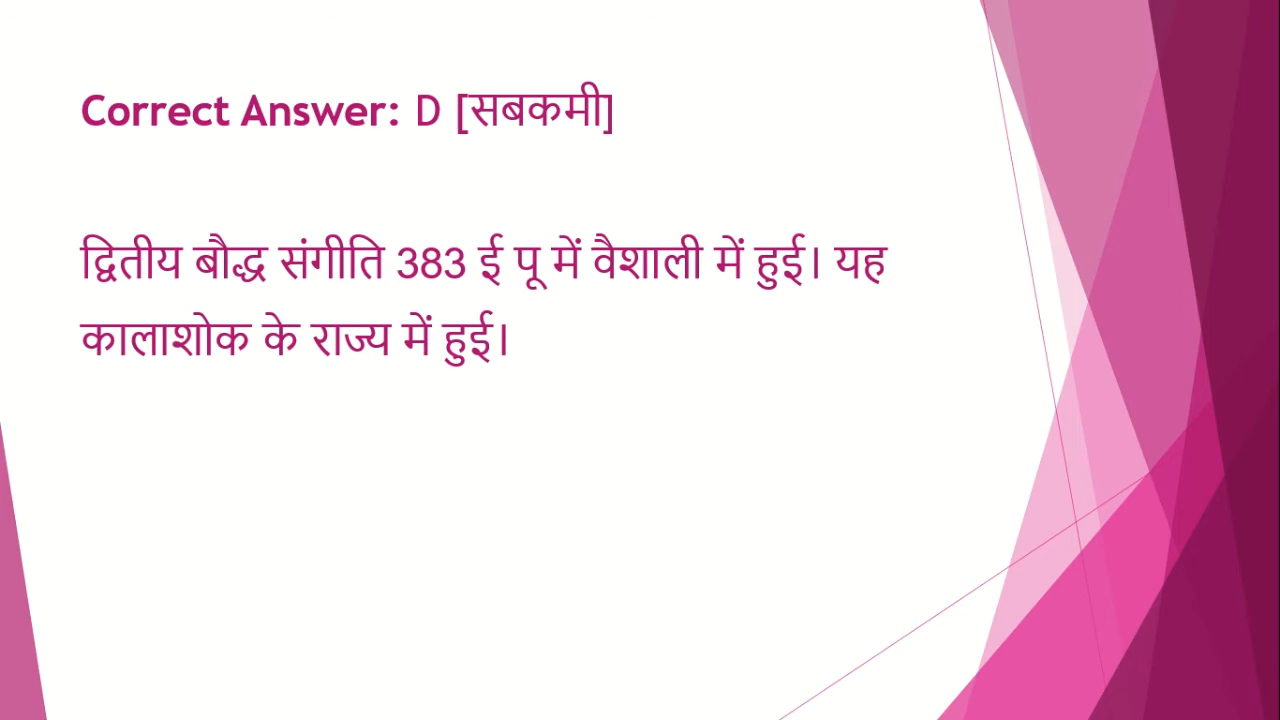 Correct Answer: D [सबकमी]
द्वितीय बौद्ध संगीति 383 ई पू में वैशाली में हुई। यह
कालाशोक के राज्य में हुई।